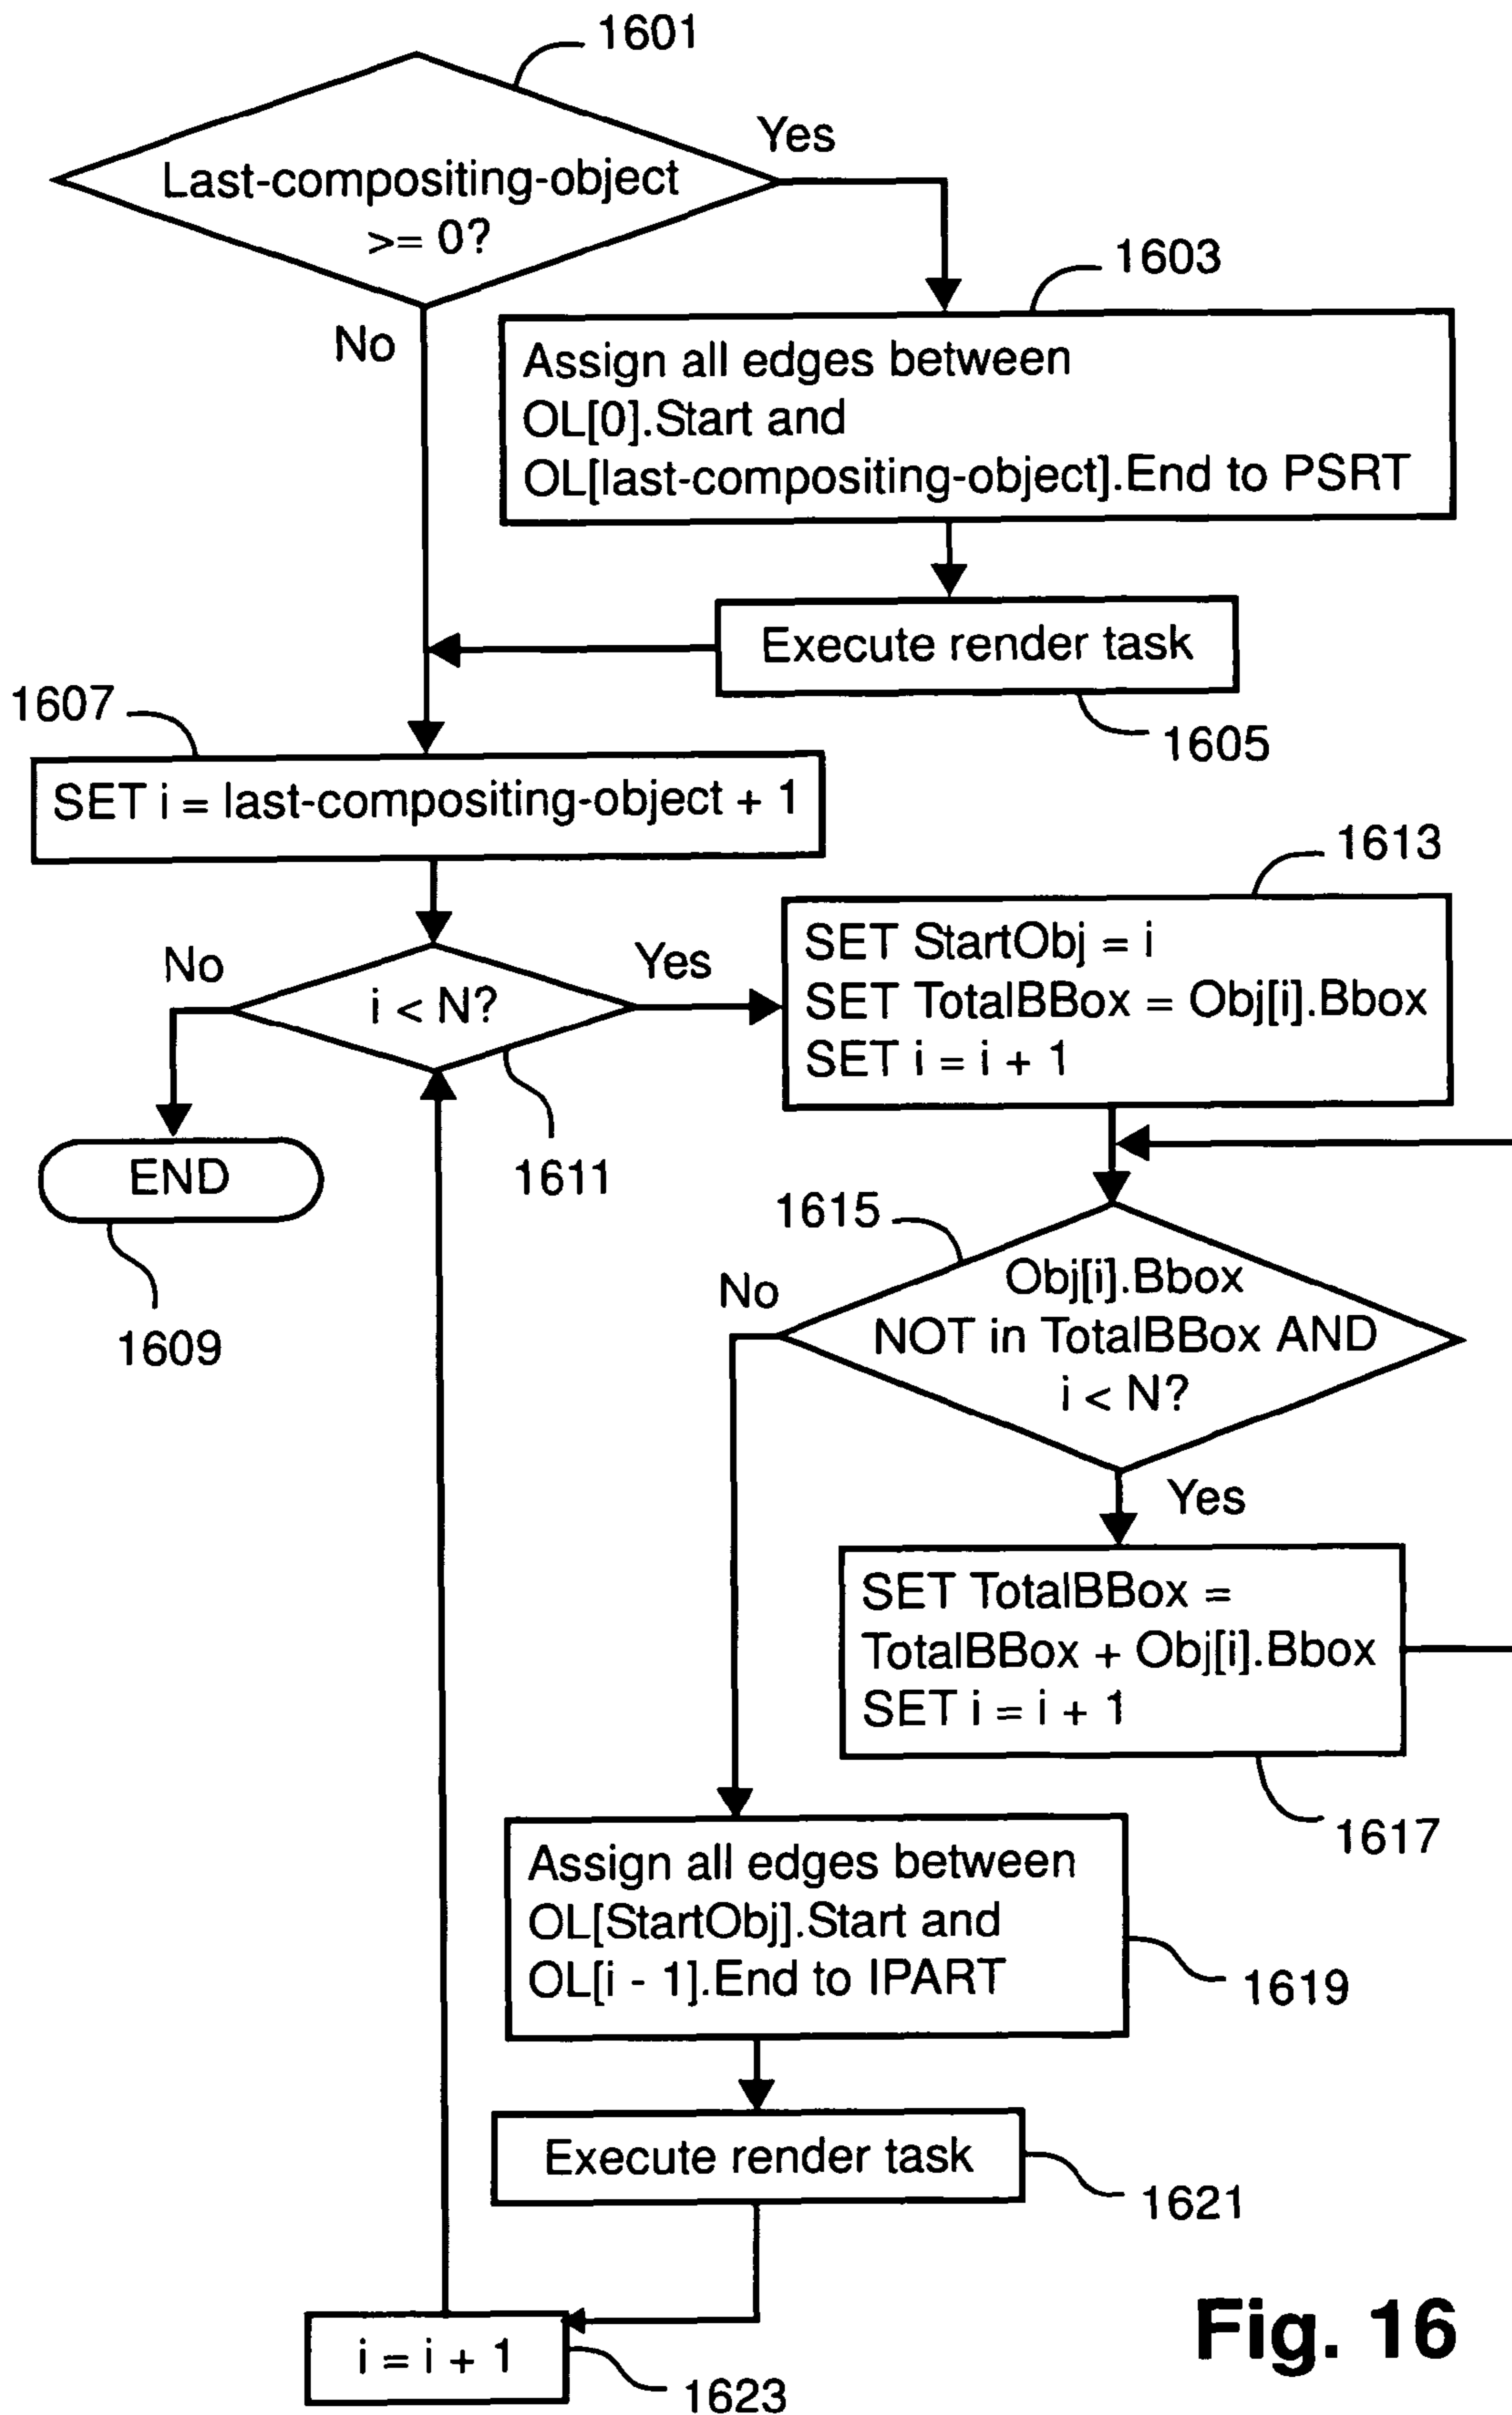 1601
Yes
Last-compositing-object
>= 0?
1603
No
Assign all edges between
OL[0].Start and
OL[last-compositing-object].End to PSRT
Execute render task
1605
1607
SET i = last-compositing-object + 1
1613
No
Yes
i < N?
SET StartObj = i
SET TotalBBox = Obj[i].Bbox
SET i = i + 1
END
1611
1609
1615
No
Obj[i].Bbox
NOT in TotalBBox AND
i < N?
Yes
SET TotalBBox =
TotalBBox + Obj[i].Bbox
SET i = i + 1
1617
Assign all edges between
OL[StartObj].Start and
OL[i - 1].End to IPART
1619
Execute render task
1621
i = i + 1
1623
Fig. 16